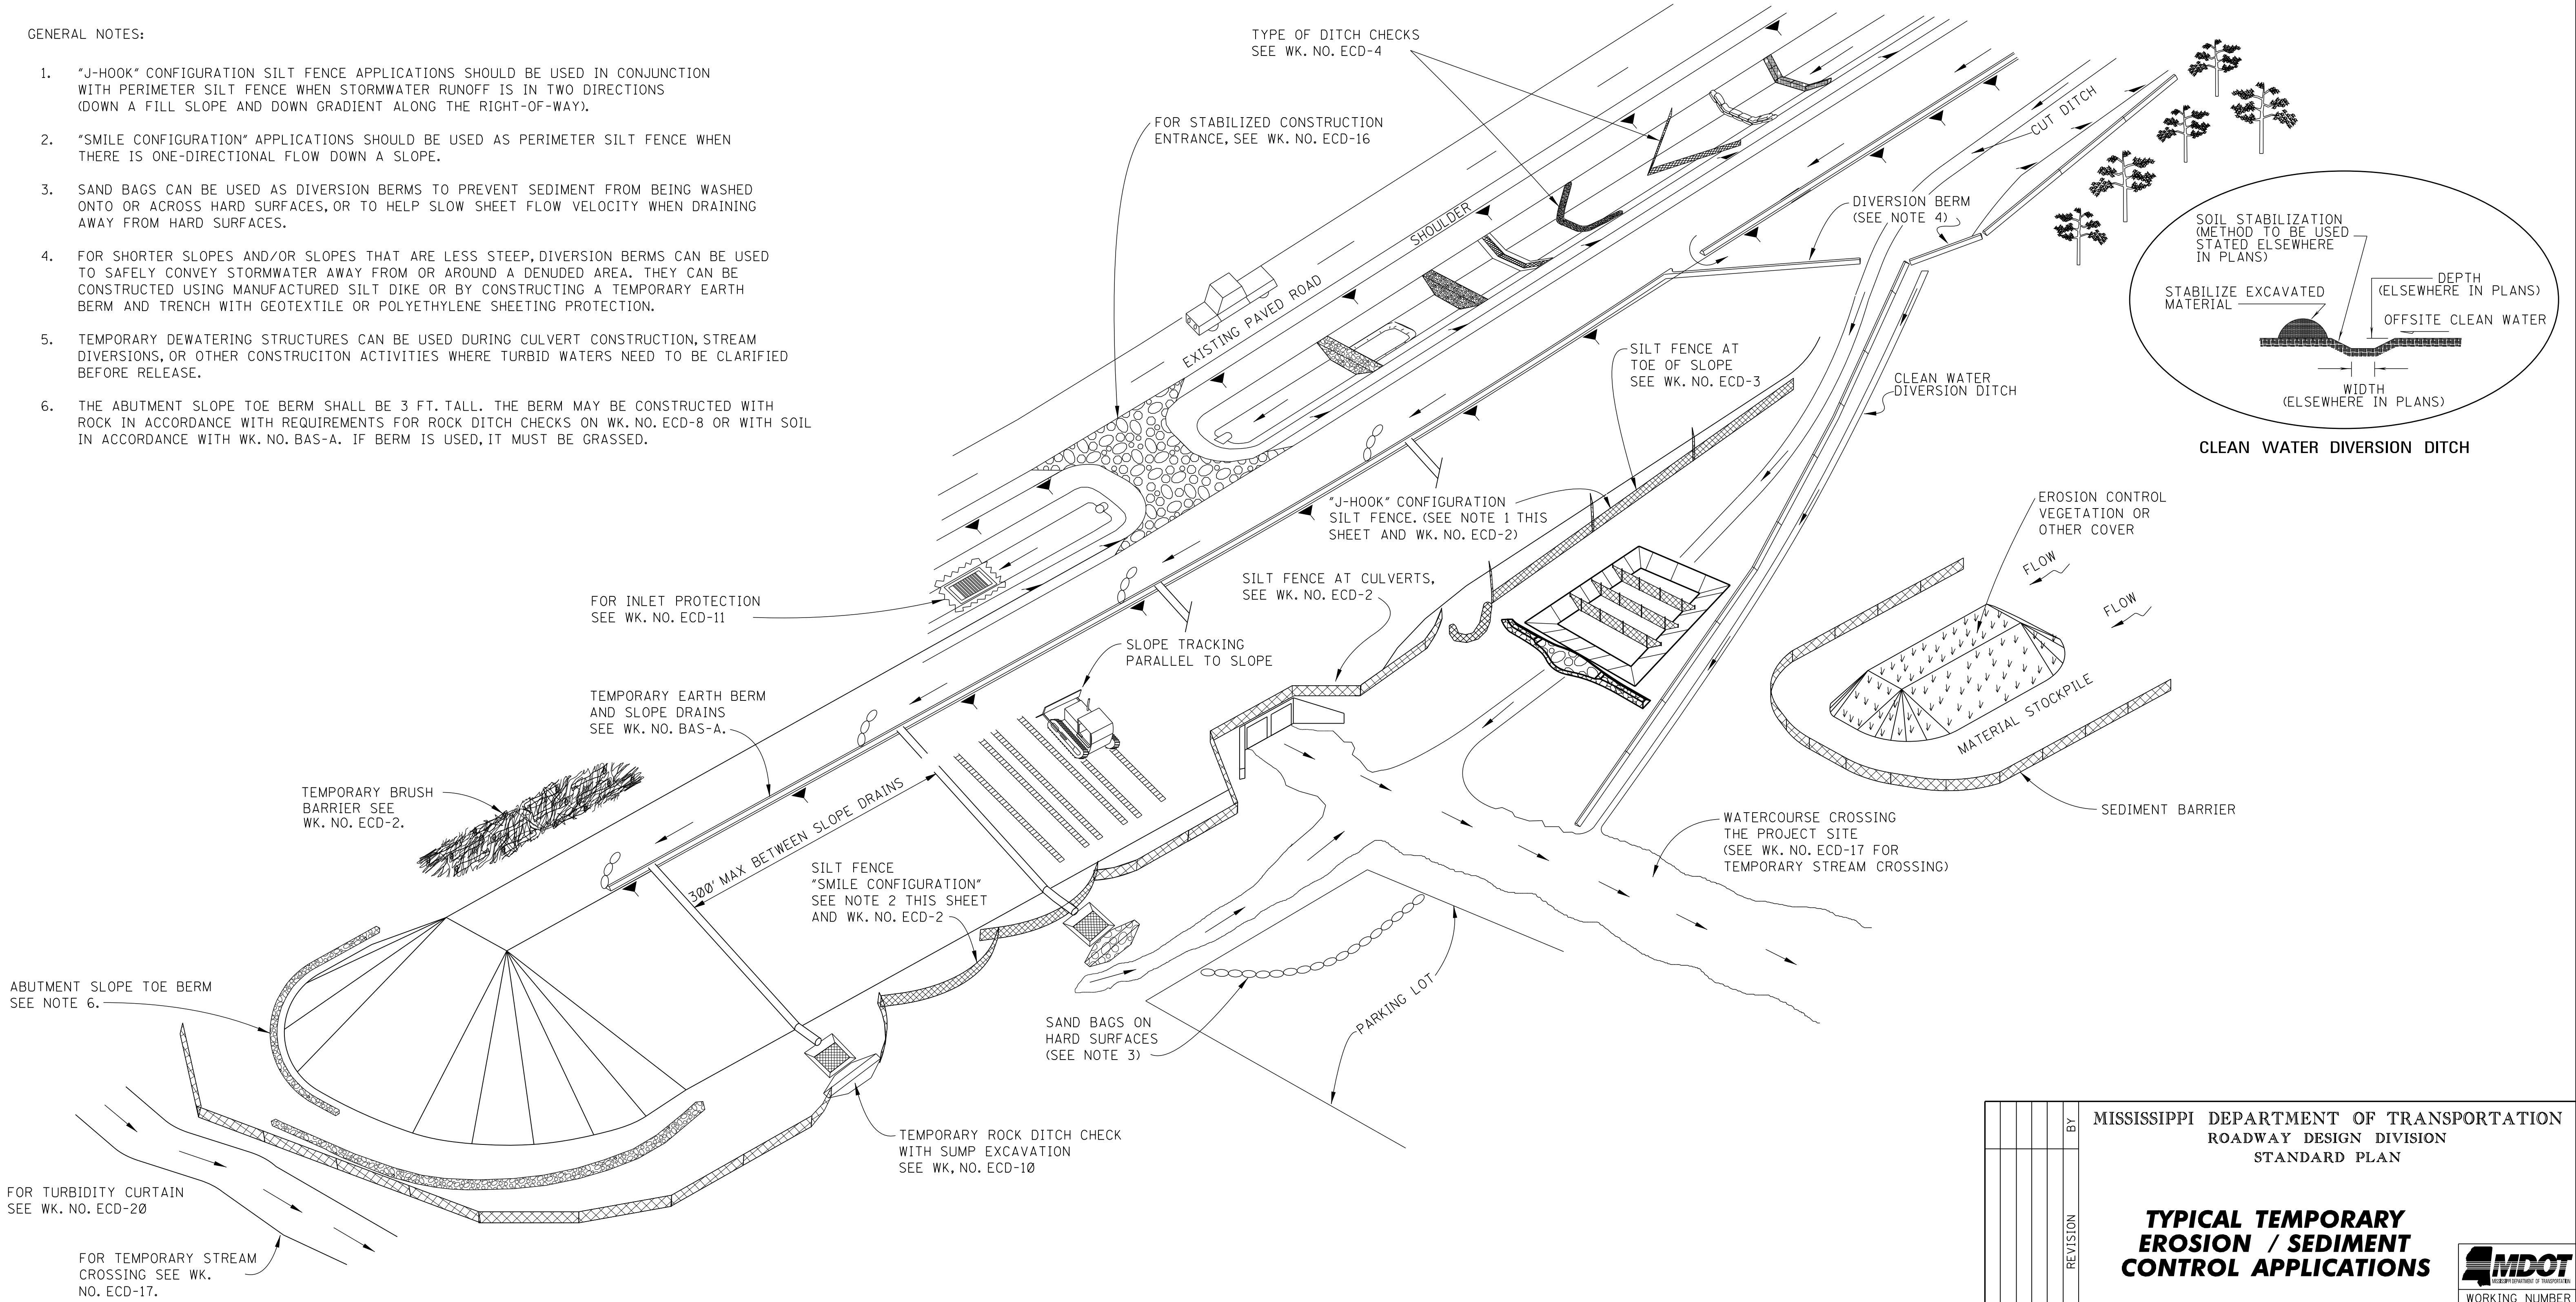 GENERAL NOTES:
1. "J-HOOK" CONFIGURATION SILT FENCE APPLICATIONS SHOULD BE USED IN CONJUNCTION
WITH PERIMETER SILT FENCE WHEN STORMWATER RUNOFF IS IN TWO DIRECTIONS
(DOWN A FILL SLOPE AND DOWN GRADIENT ALONG THE RIGHT-OF-WAY).
2. "SMILE CONFIGURATION" APPLICATIONS SHOULD BE USED AS PERIMETER SILT FENCE WHEN
THERE IS ONE-DIRECTIONAL FLOW DOWN A SLOPE.
3. SAND BAGS CAN BE USED AS DIVERSION BERMS TO PREVENT SEDIMENT FROM BEING WASHED
ONTO OR ACROSS HARD SURFACES, OR TO HELP SLOW SHEET FLOW VELOCITY WHEN DRAINING
AWAY FROM HARD SURFACES.
4. FOR SHORTER SLOPES AND/OR SLOPES THAT ARE LESS STEEP, DIVERSION BERMS CAN BE USED
TO SAFELY CONVEY STORMWATER AWAY FROM OR AROUND A DENUDED AREA. THEY CAN BE
CONSTRUCTED USING MANUFACTURED SILT DIKE OR BY CONSTRUCTING A TEMPORARY EARTH
BERM AND TRENCH WITH GEOTEXTILE OR POLYETHYLENE SHEETING PROTECTION.
5. TEMPORARY DEWATERING STRUCTURES CAN BE USED DURING CULVERT CONSTRUCTION, STREAM
DIVERSIONS, OR OTHER CONSTRUCITON ACTIVITIES WHERE TURBID WATERS NEED TO BE CLARIFIED
BEFORE RELEASE.
6. THE ABUTMENT SLOPE TOE BERM SHALL BE 3 FT. TALL. THE BERM MAY BE CONSTRUCTED WITH
ROCK IN ACCORDANCE WITH REQUIREMENTS FOR ROCK DITCH CHECKS ON WK. NO. ECD-8 OR WITH SOIL
IN ACCORDANCE WITH WK. NO. BAS-A. IF BERM IS USED, IT MUST BE GRASSED.
TYPE OF DITCH CHECKS
SEE WK. NO. ECD-4
FOR STABILIZED CONSTRUCTION
ENTRANCE, SEE WK. NO. ECD-16
SHOULDER
EXISTING PAVED ROAD
CUT DITCH
DIVERSION BERM
(SEE NOTE 4)
SOIL STABILIZATION
(METHOD TO BE USED
STATED ELSEWHERE
IN PLANS)
STABILIZE EXCAVATED
MATERIAL
DEPTH
(ELSEWHERE IN PLANS)
OFFSITE CLEAN WATER
WIDTH
(ELSEWHERE IN PLANS)
CLEAN WATER DIVERSION DITCH
SILT FENCE AT
TOE OF SLOPE
SEE WK. NO. ECD-3
CLEAN WATER
DIVERSION DITCH
"J-HOOK" CONFIGURATION
SILT FENCE. (SEE NOTE 1 THIS
SHEET AND WK. NO. ECD-2)
EROSION CONTROL
VEGETATION OR
OTHER COVER
FLOW
FLOW
MATERIAL STOCKPILE
SEDIMENT BARRIER
SILT FENCE AT CULVERTS,
SEE WK. NO. ECD-2
FOR INLET PROTECTION
SEE WK. NO. ECD-11
SLOPE TRACKING
PARALLEL TO SLOPE
TEMPORARY EARTH BERM
AND SLOPE DRAINS
SEE WK. NO. BAS-A.
TEMPORARY BRUSH
BARRIER SEE
WK. NO. ECD-2.
300' MAX BETWEEN SLOPE DRAINS
SILT FENCE
"SMILE CONFIGURATION"
SEE NOTE 2 THIS SHEET
AND WK. NO. ECD-2
WATERCOURSE CROSSING
THE PROJECT SITE
(SEE WK. NO. ECD-17 FOR
TEMPORARY STREAM CROSSING)
ABUTMENT SLOPE TOE BERM
SEE NOTE 6.
SAND BAGS ON
HARD SURFACES
(SEE NOTE 3)
PARKING LOT
TEMPORARY ROCK DITCH CHECK
WITH SUMP EXCAVATION
SEE WK, NO. ECD-10
FOR TURBIDITY CURTAIN
SEE WK. NO. ECD-20
FOR TEMPORARY STREAM
CROSSING SEE WK.
NO. ECD-17.
BY
REVISION
MISSISSIPPI DEPARTMENT OF TRANSPORTATION
ROADWAY DESIGN DIVISION
STANDARD PLAN
TYPICAL TEMPORARY
EROSION / SEDIMENT
CONTROL APPLICATIONS
MDOT
MISSISSIPPI DEPARTMENT OF TRANSPORTATION
WORKING NUMBER